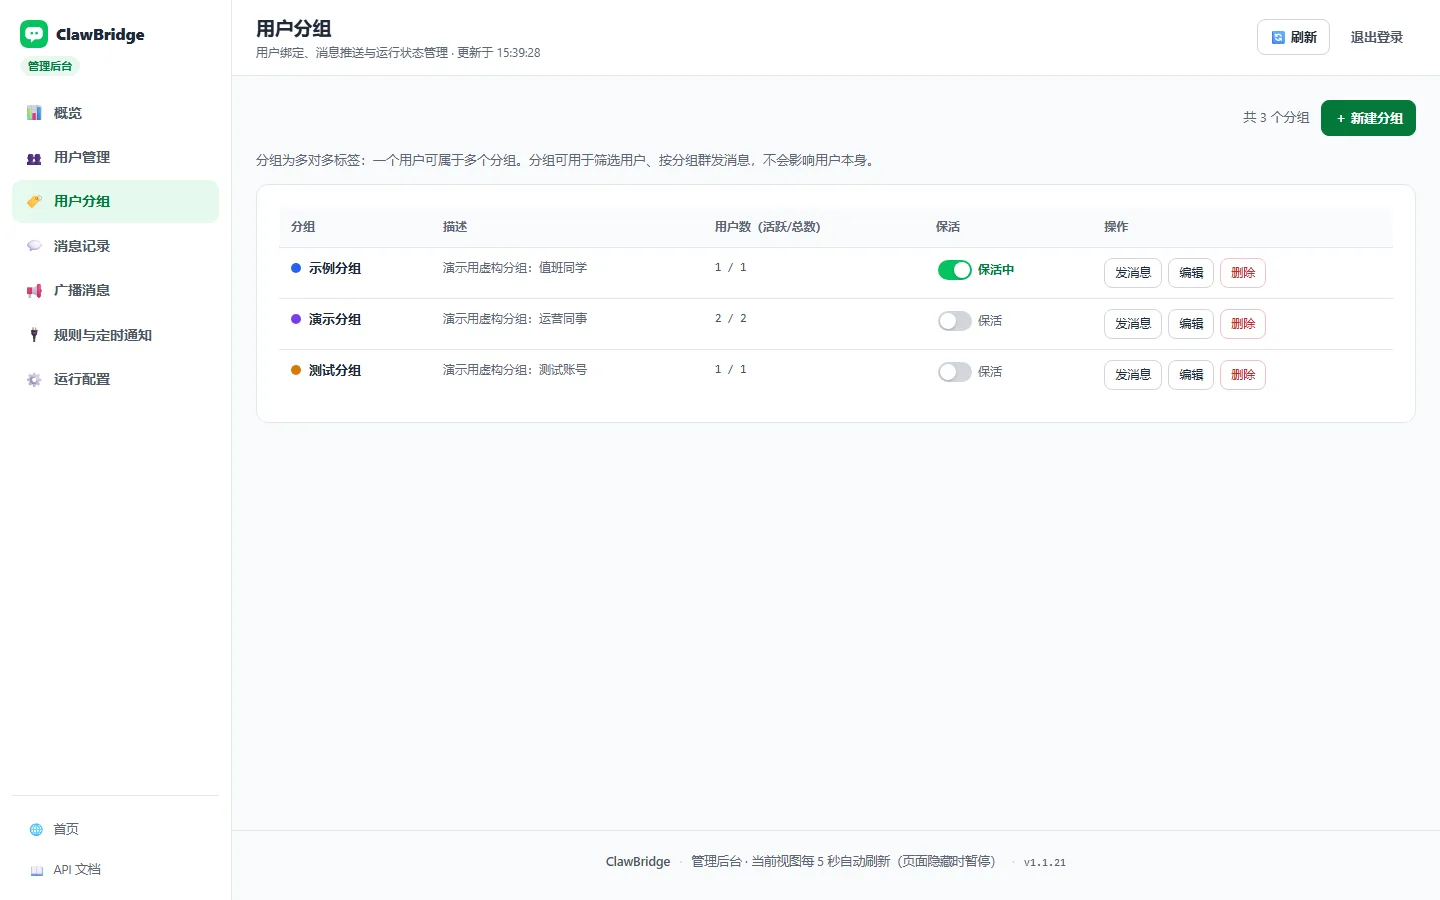 ClawBridge
管理后台
概览
用户管理
用户分组
消息记录
广播消息
规则与定时通知
运行配置
首页
API 文档
用户分组
用户绑定、消息推送与运行状态管理 · 更新于 15:39:28
刷新
退出登录
共 3 个分组
+ 新建分组
分组为多对多标签：一个用户可属于多个分组。分组可用于筛选用户、按分组群发消息，不会影响用户本身。
分组 描述 用户数（活跃/总数） 保活 操作
示例分组 演示用虚构分组：值班同学 1 / 1 保活中 发消息 编辑 删除
演示分组 演示用虚构分组：运营同事 2 / 2 保活 发消息 编辑 删除
测试分组 演示用虚构分组：测试账号 1 / 1 保活 发消息 编辑 删除
ClawBridge · 管理后台 · 当前视图每 5 秒自动刷新（页面隐藏时暂停） · v1.1.21